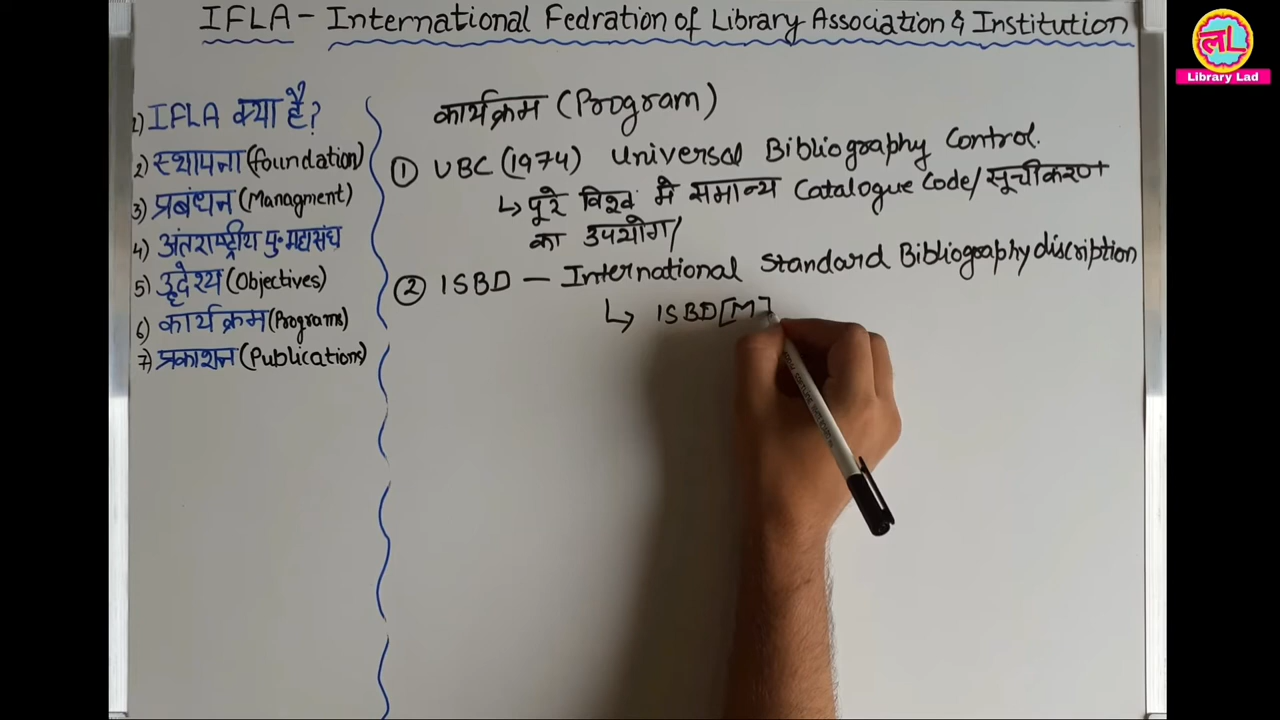 IFLA - International Fedration of Library Association & Institution
लL
Library Lad
1) IFLA क्या है?
2) स्थापना (foundation)
3) प्रबंधन (Managment)
4) अंतराष्ट्रीय पु॰ महासंघ
5) उद्देश्य (Objectives)
6) कार्यक्रम (Programs)
7) प्रकाशन (Publications)
कार्यक्रम (Program)
① UBC (1974) Universal Bibliography Control.
↳ पूरे विश्व मे समान्य Catalogue Code/सूचीकरण
का उपयोग/
② ISBD — International Standard Bibliography discription
↳ ISBD[M]